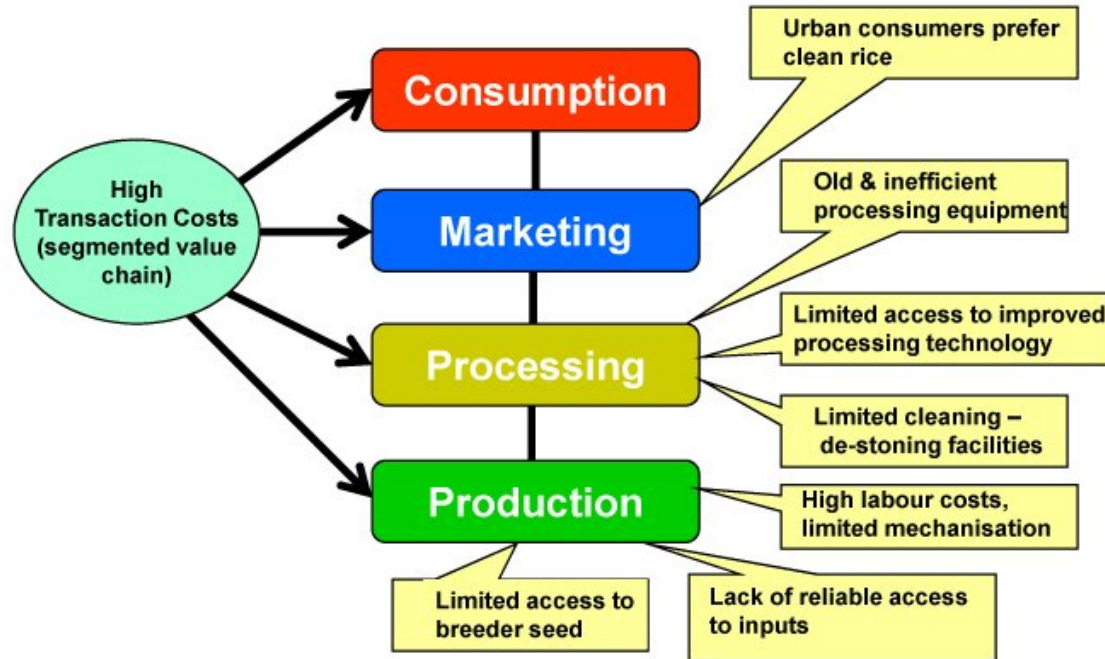 Urban consumers prefer
clean rice
Consumption
High
Transaction Costs
(segmented value
chain)
Marketing
Old & inefficient
processing equipment
Processing
Limited access to improved
processing technology
Limited cleaning –
de-stoning facilities
Production
High labour costs,
limited mechanisation
Limited access to
breeder seed
Lack of reliable access
to inputs